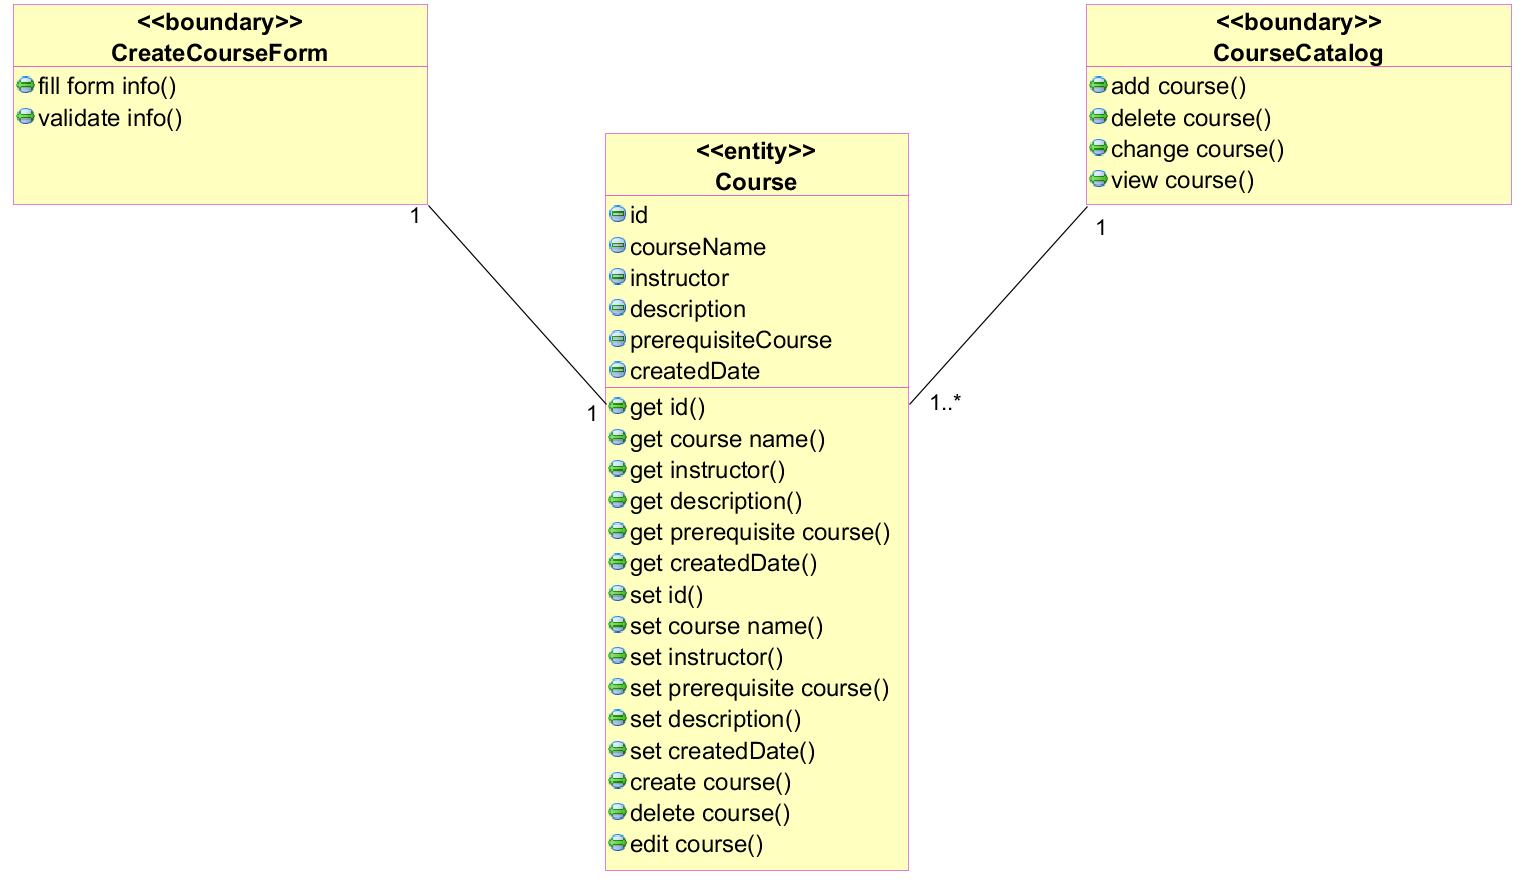 <<boundary>>
CreateCourseForm
fill form info()
validate info()
1
<<entity>>
Course
id
courseName
instructor
description
prerequisiteCourse
createdDate
1
get id()
get course name()
get instructor()
get description()
get prerequisite course()
get createdDate()
set id()
set course name()
set instructor()
set prerequisite course()
set description()
set createdDate()
create course()
delete course()
edit course()
<<boundary>>
CourseCatalog
add course()
delete course()
change course()
view course()
1
1..*